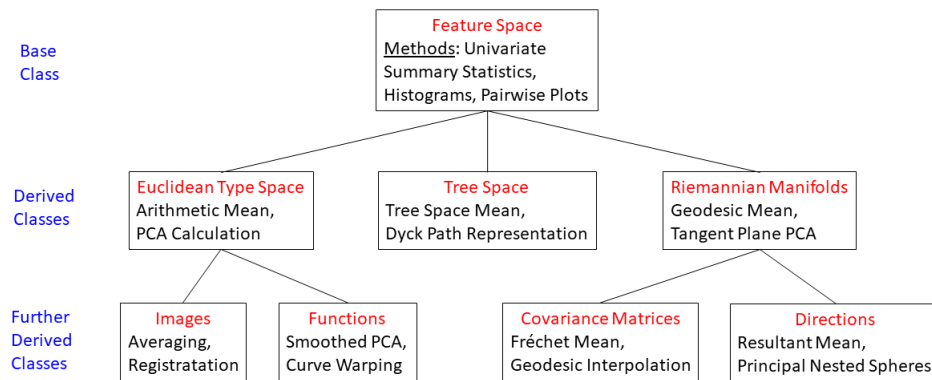 Base
Class
Feature Space
Methods: Univariate
Summary Statistics,
Histograms, Pairwise Plots
Derived
Classes
Euclidean Type Space
Arithmetic Mean,
PCA Calculation
Tree Space
Tree Space Mean,
Dyck Path Representation
Riemannian Manifolds
Geodesic Mean,
Tangent Plane PCA
Further
Derived
Classes
Images
Averaging,
Registratation
Functions
Smoothed PCA,
Curve Warping
Covariance Matrices
Fréchet Mean,
Geodesic Interpolation
Directions
Resultant Mean,
Principal Nested Spheres